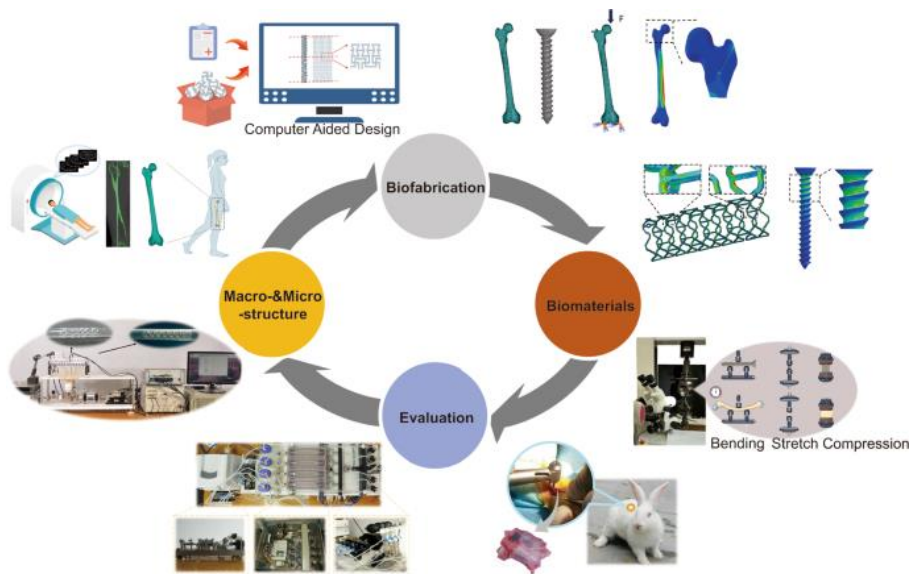 F
Computer Aided Design
Biofabrication
Macro-&Micro
-structure
Biomaterials
Evaluation
Bending Stretch Compression